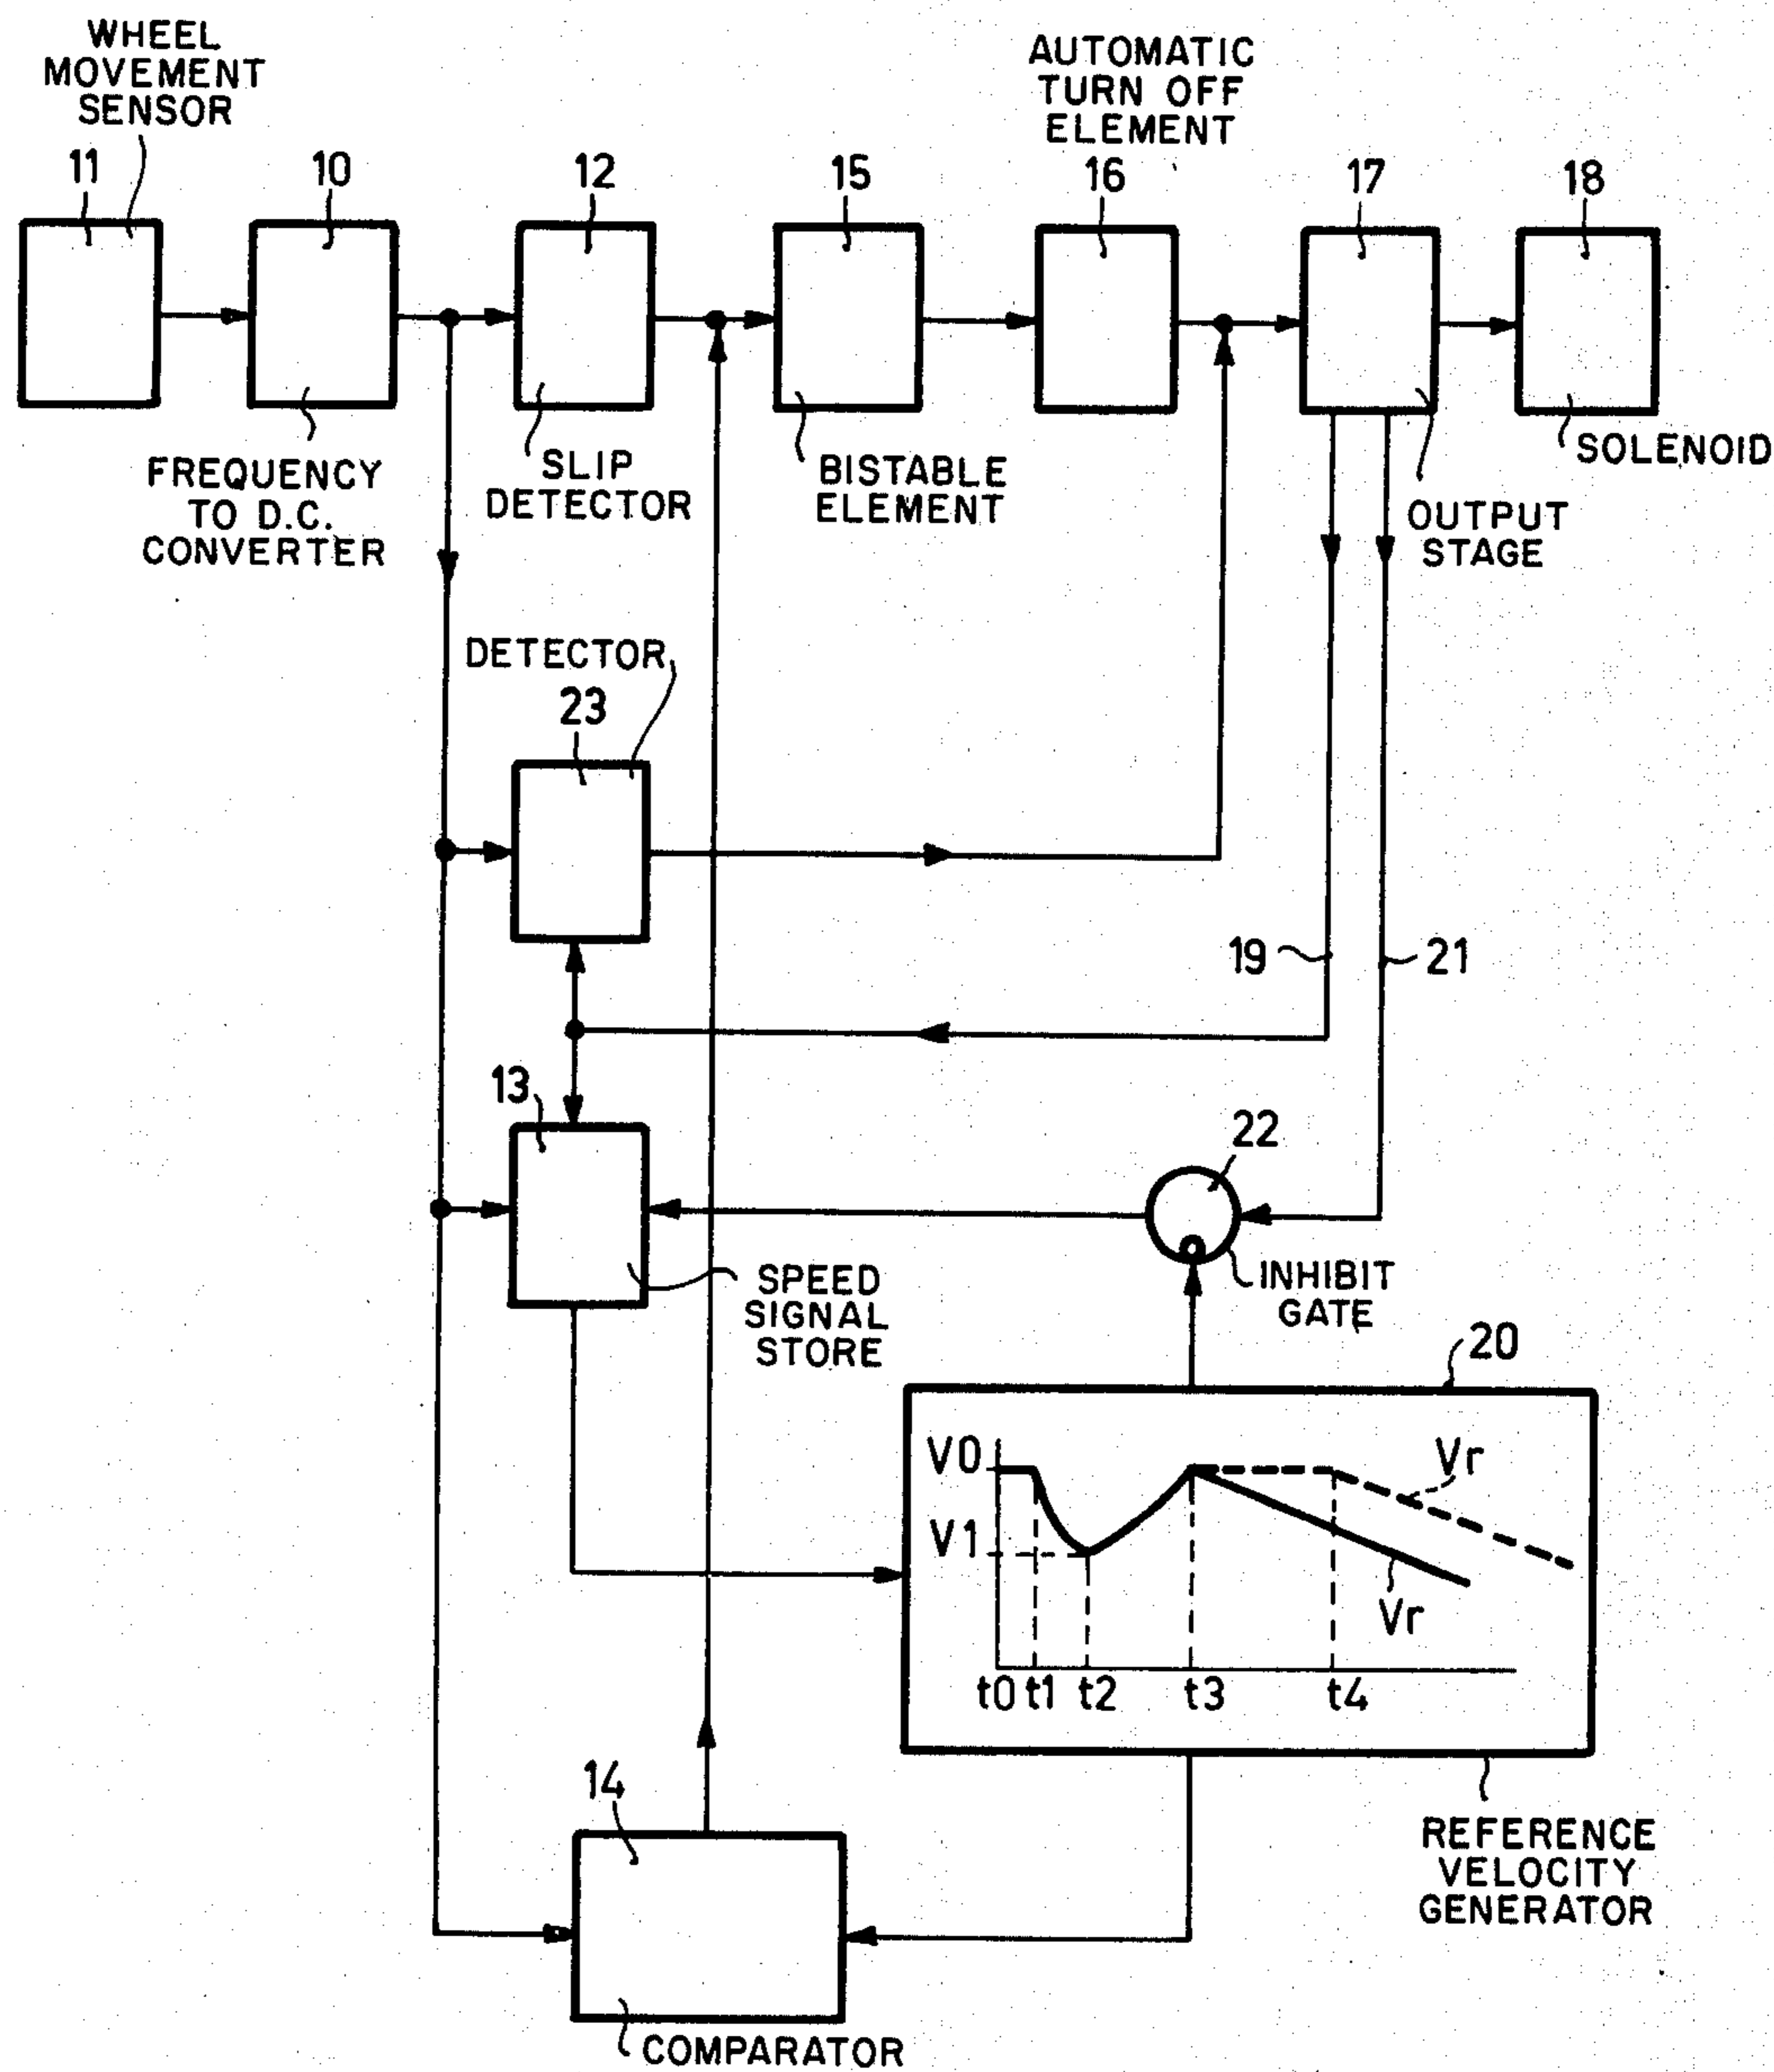 WHEEL
MOVEMENT
SENSOR
AUTOMATIC
TURN OFF
ELEMENT
11
10
12
15
16
17
18
FREQUENCY
TO D.C.
CONVERTER
SLIP
DETECTOR
BISTABLE
ELEMENT
OUTPUT
STAGE
SOLENOID
DETECTOR
23
19
21
13
22
SPEED
SIGNAL
STORE
INHIBIT
GATE
20
V0
V1
Vr
Vr
t0 t1 t2 t3 t4
14
REFERENCE
VELOCITY
GENERATOR
COMPARATOR